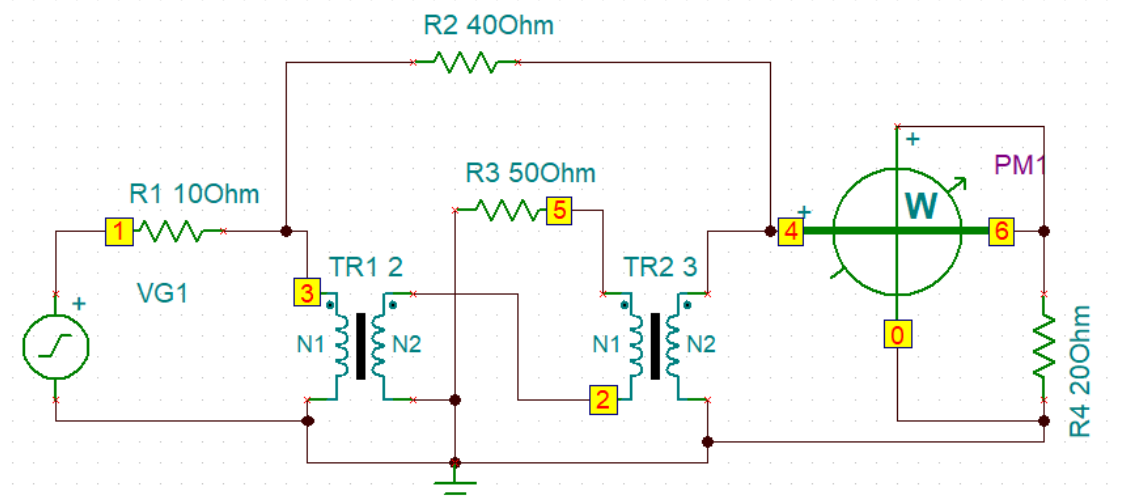 R2 40Ohm
R3 50Ohm
PM1
+
W
R1 10Ohm
5
+
1
4
6
TR1 2
TR2 3
VG1
3
+
N1
N2
N1
N2
0
2
R4 20Ohm